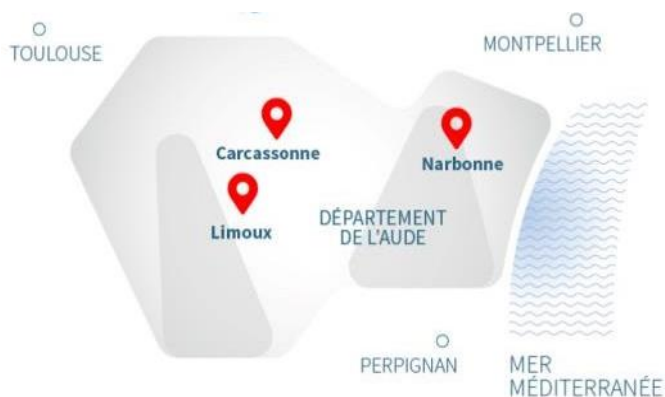 TOULOUSE
MONTPELLIER
Carcassonne
Narbonne
Limoux
DÉPARTEMENT
DE L'AUDE
PERPIGNAN
MER
MÉDITERRANÉE